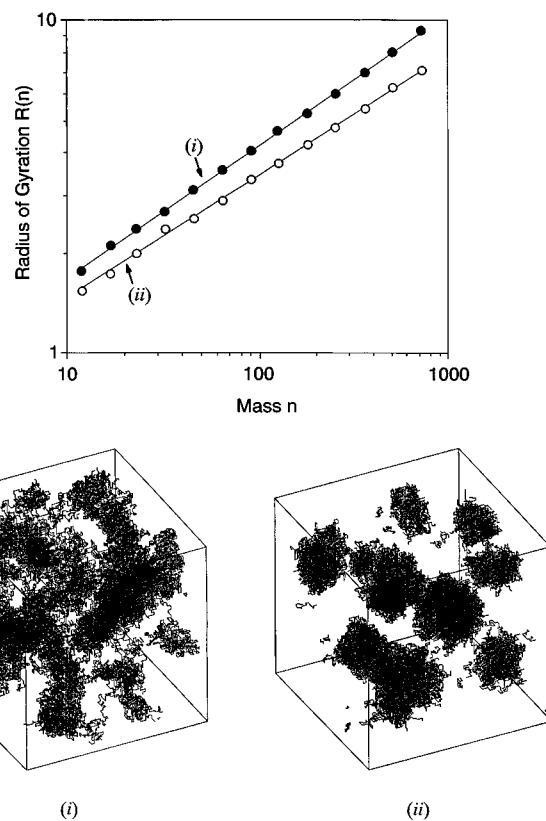 10
Radius of Gyration R(n)
(i)
(ii)
1
10
100
1000
Mass n
(i)
(ii)